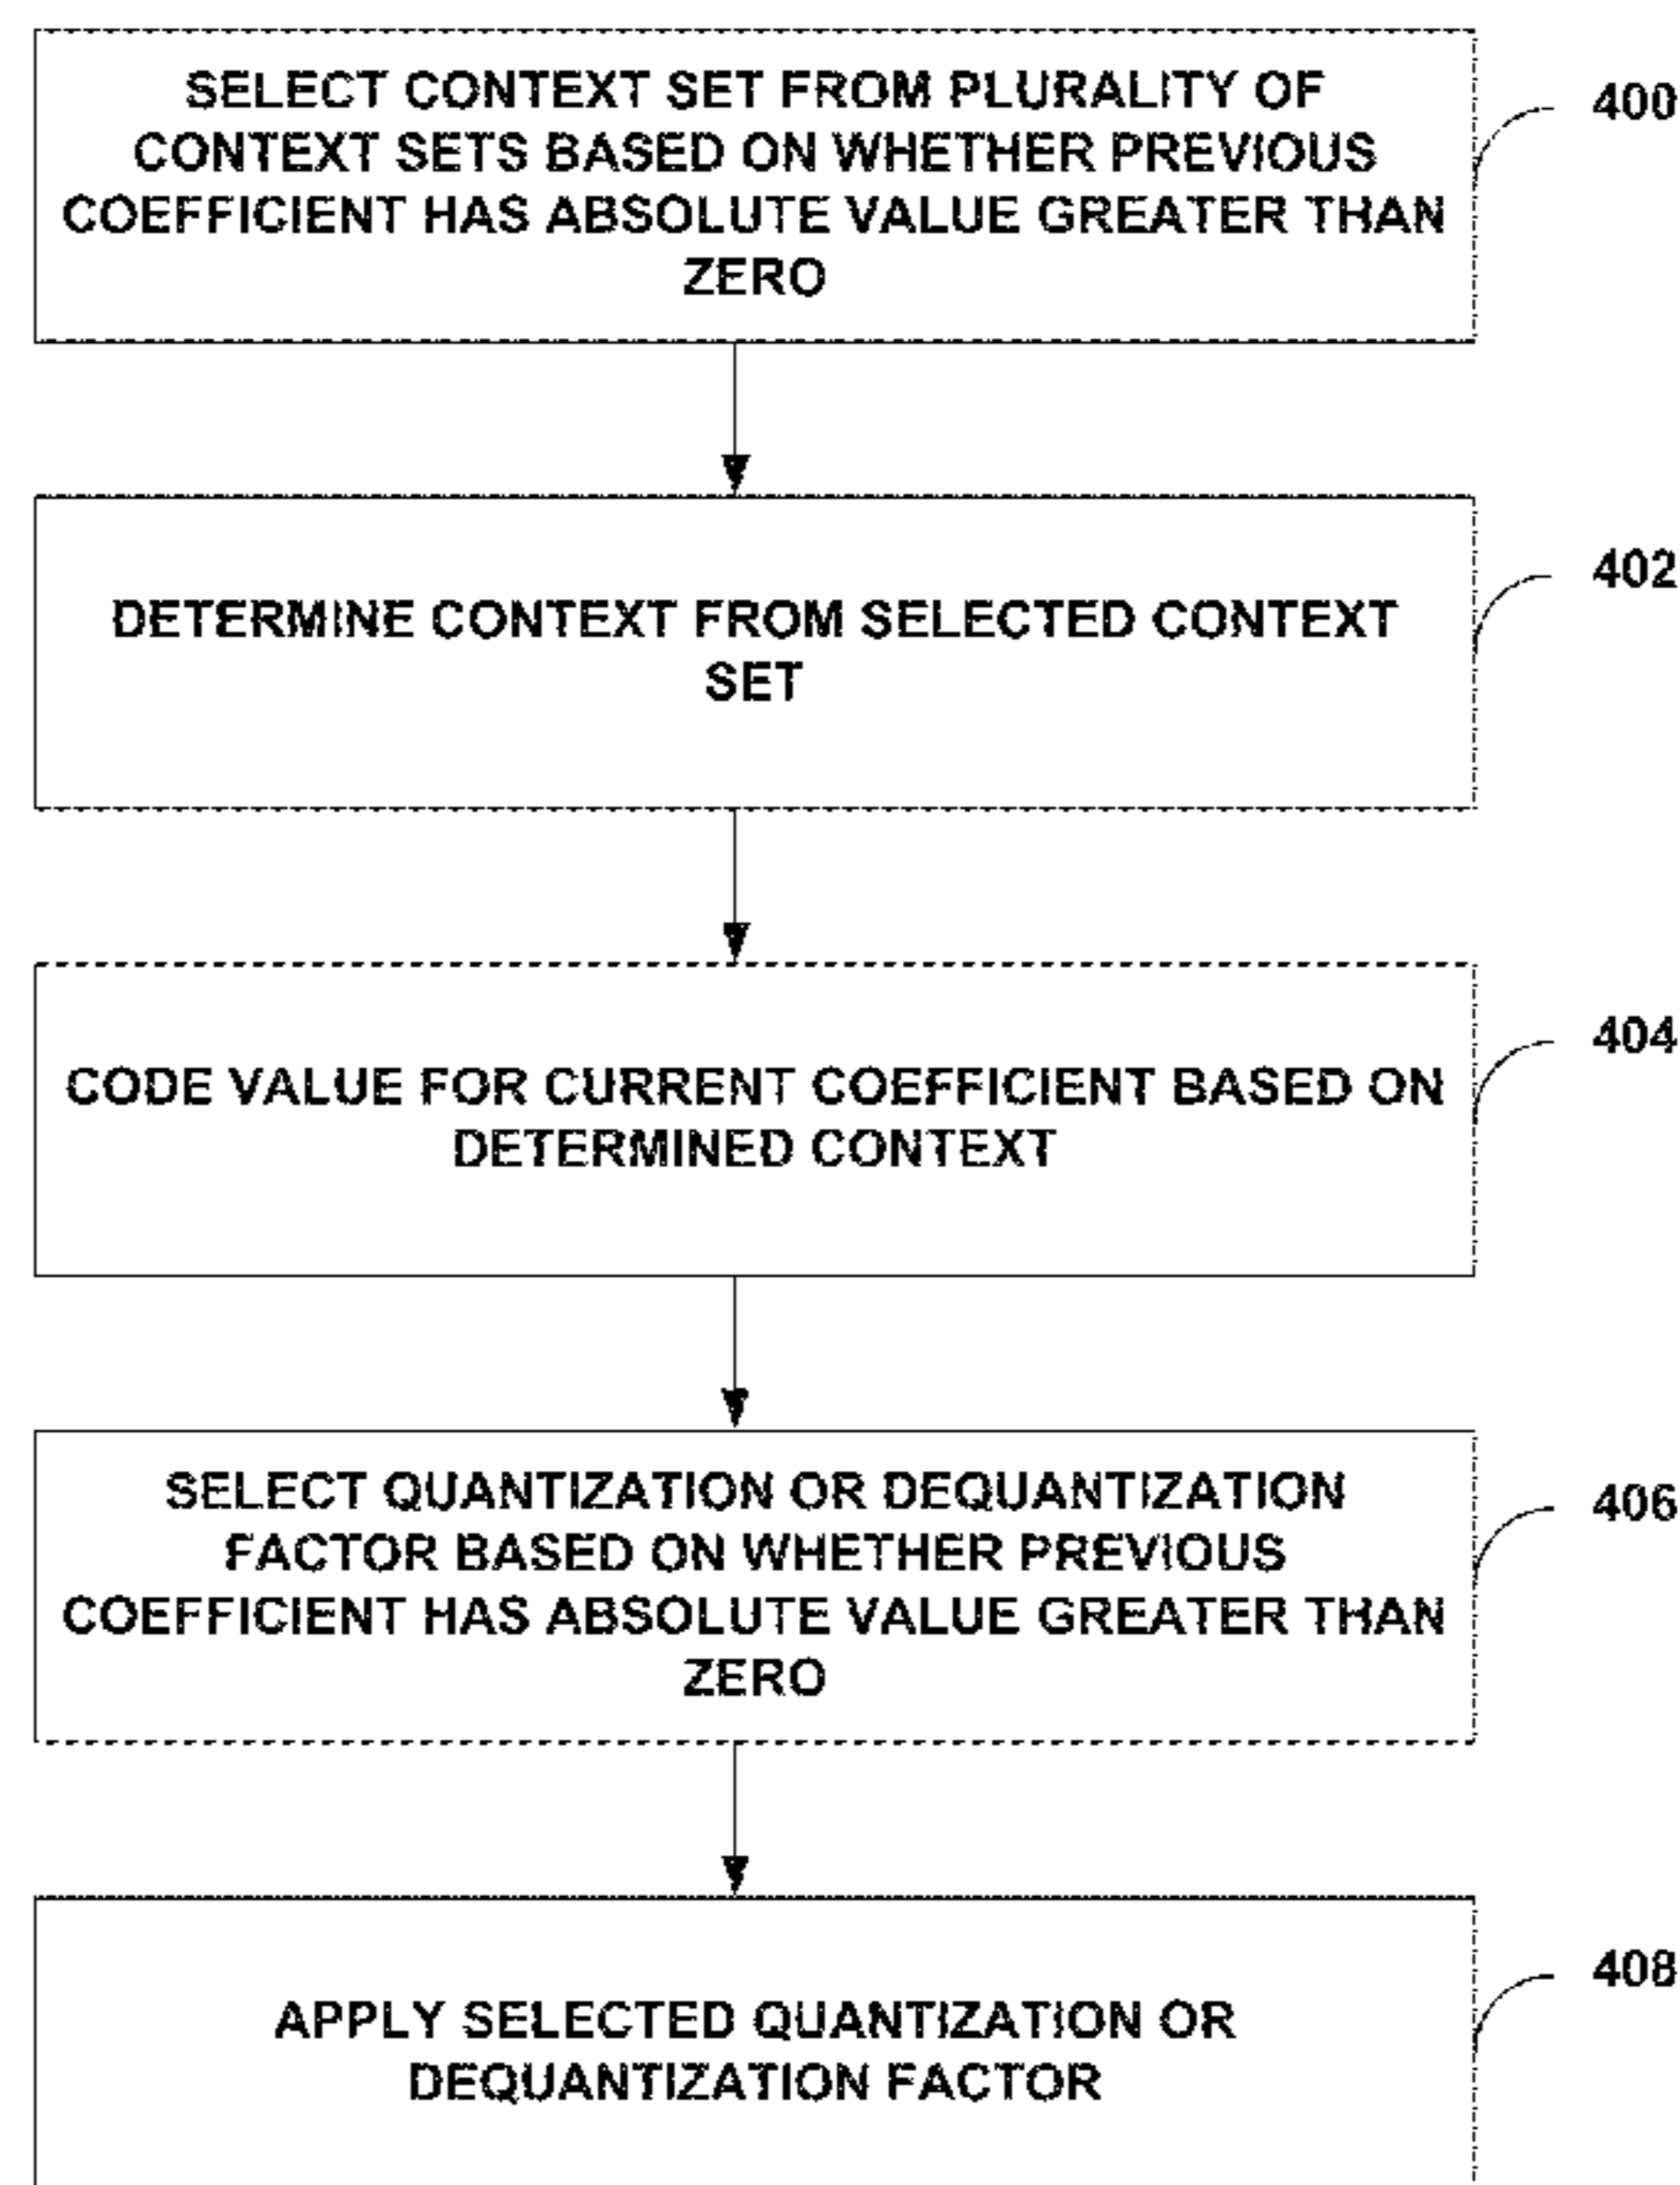 SELECT CONTEXT SET FROM PLURALITY OF
CONTEXT SETS BASED ON WHETHER PREVIOUS
COEFFICIENT HAS ABSOLUTE VALUE GREATER THAN
ZERO
400
DETERMINE CONTEXT FROM SELECTED CONTEXT
SET
402
CODE VALUE FOR CURRENT COEFFICIENT BASED ON
DETERMINED CONTEXT
404
SELECT QUANTIZATION OR DEQUANTIZATION
FACTOR BASED ON WHETHER PREVIOUS
COEFFICIENT HAS ABSOLUTE VALUE GREATER THAN
ZERO
406
APPLY SELECTED QUANTIZATION OR
DEQUANTIZATION FACTOR
408